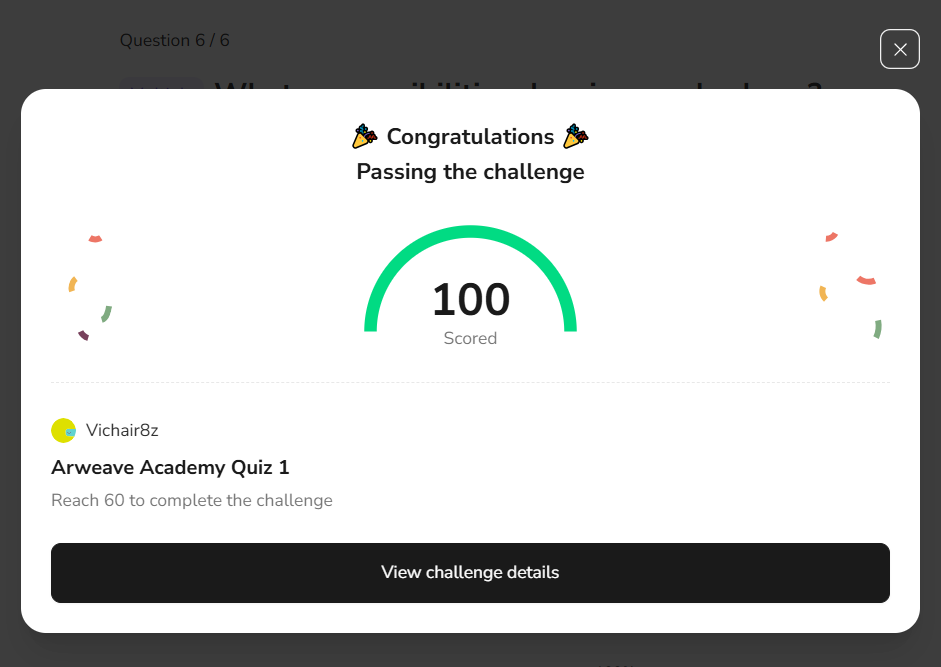 Question 6 / 6
🎉 Congratulations 🎉
Passing the challenge
100
Scored
Vichair8z
Arweave Academy Quiz 1
Reach 60 to complete the challenge
View challenge details